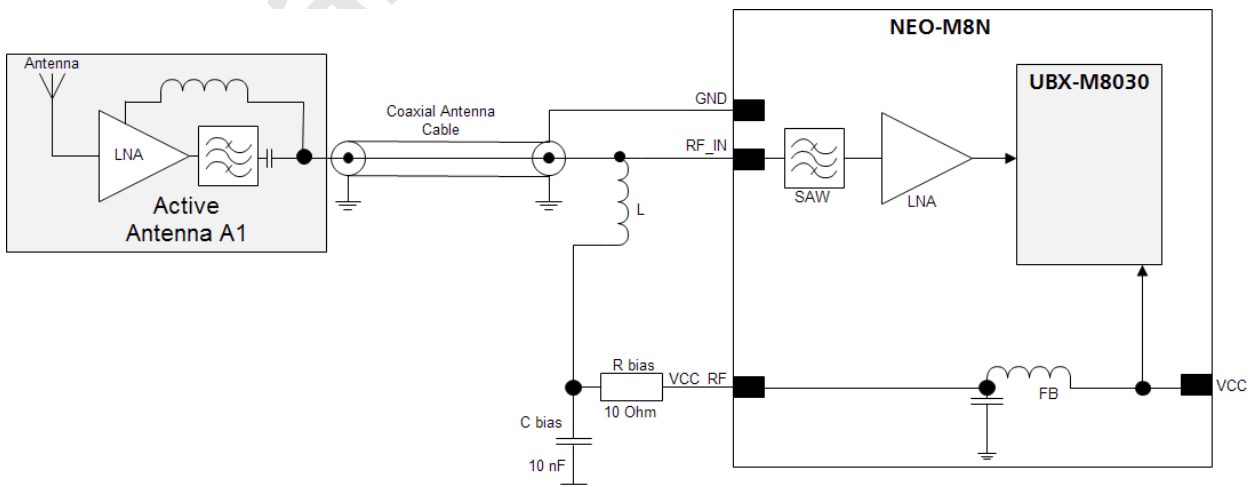 NEO-M8N
Antenna
UBX-M8030
GND
Coaxial Antenna
Cable
RF_IN
LNA
SAW
LNA
Active
Antenna A1
L
R bias
VCC_RF
VCC
FB
10 Ohm
C bias
10 nF